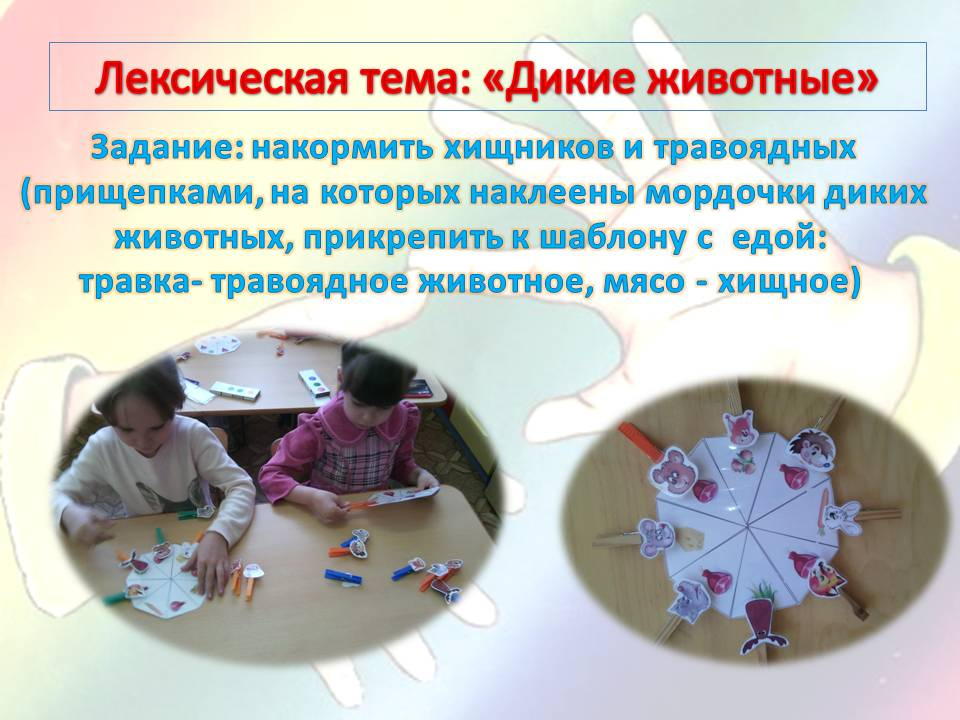 Лексическая тема: «Дикие животные»
Задание: накормить хищников и травоядных
(прищепками, на которых наклеены мордочки диких
животных, прикрепить к шаблону с едой:
травка- травоядное животное, мясо - хищное)